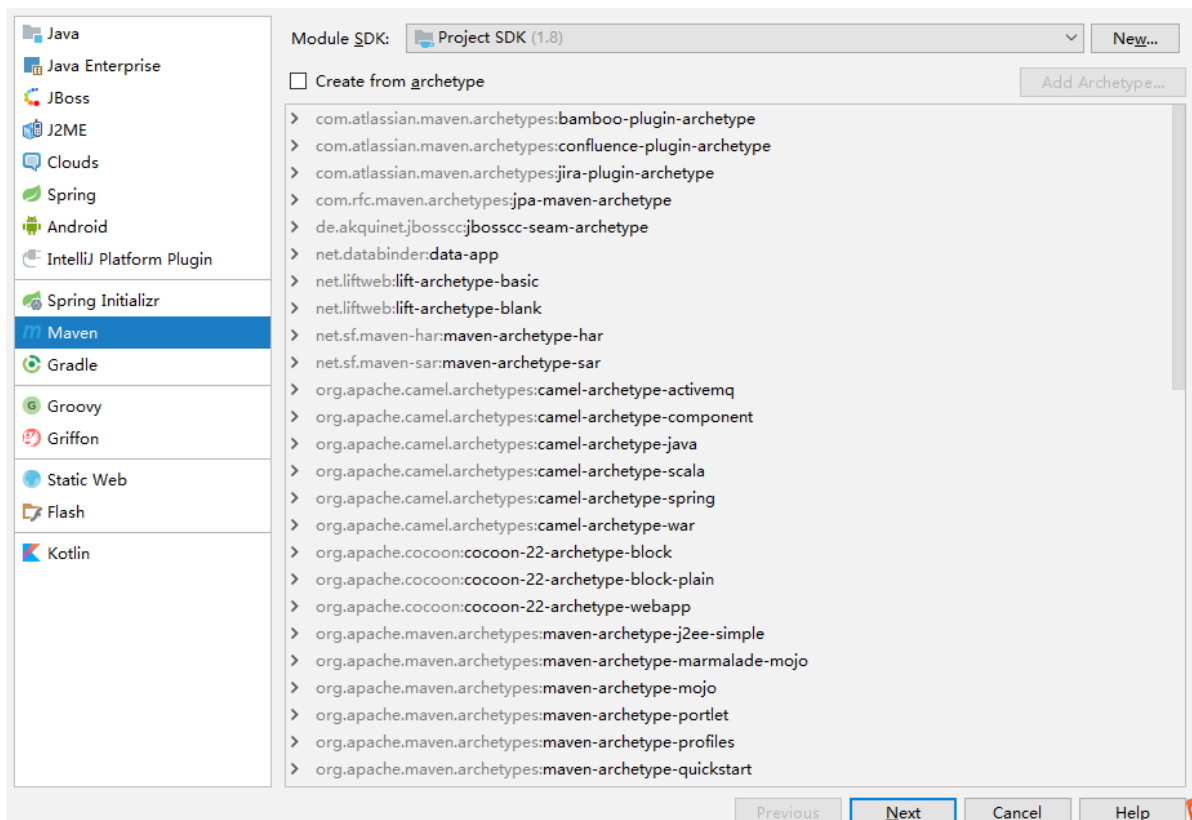 Java
Java Enterprise
JBoss
J2ME
Clouds
Spring
Android
IntelliJ Platform Plugin
Spring Initializr
Maven
Gradle
Groovy
Griffon
Static Web
Flash
Kotlin
Module SDK: Project SDK (1.8) New...
Create from archetype Add Archetype...
com.atlassian.maven.archetypes:bamboo-plugin-archetype
com.atlassian.maven.archetypes:confluence-plugin-archetype
com.atlassian.maven.archetypes:jira-plugin-archetype
com.rfc.maven.archetypes:jpa-maven-archetype
de.akquinet.jbosscc:jbosscc-seam-archetype
net.databinder:data-app
net.liftweb:lift-archetype-basic
net.liftweb:lift-archetype-blank
net.sf.maven-har:maven-archetype-har
net.sf.maven-sar:maven-archetype-sar
org.apache.camel.archetypes:camel-archetype-activemq
org.apache.camel.archetypes:camel-archetype-component
org.apache.camel.archetypes:camel-archetype-java
org.apache.camel.archetypes:camel-archetype-scala
org.apache.camel.archetypes:camel-archetype-spring
org.apache.camel.archetypes:camel-archetype-war
org.apache.cocoon:cocoon-22-archetype-block
org.apache.cocoon:cocoon-22-archetype-block-plain
org.apache.cocoon:cocoon-22-archetype-webapp
org.apache.maven.archetypes:maven-archetype-j2ee-simple
org.apache.maven.archetypes:maven-archetype-marmalade-mojo
org.apache.maven.archetypes:maven-archetype-mojo
org.apache.maven.archetypes:maven-archetype-portlet
org.apache.maven.archetypes:maven-archetype-profiles
org.apache.maven.archetypes:maven-archetype-quickstart
Previous Next Cancel Help